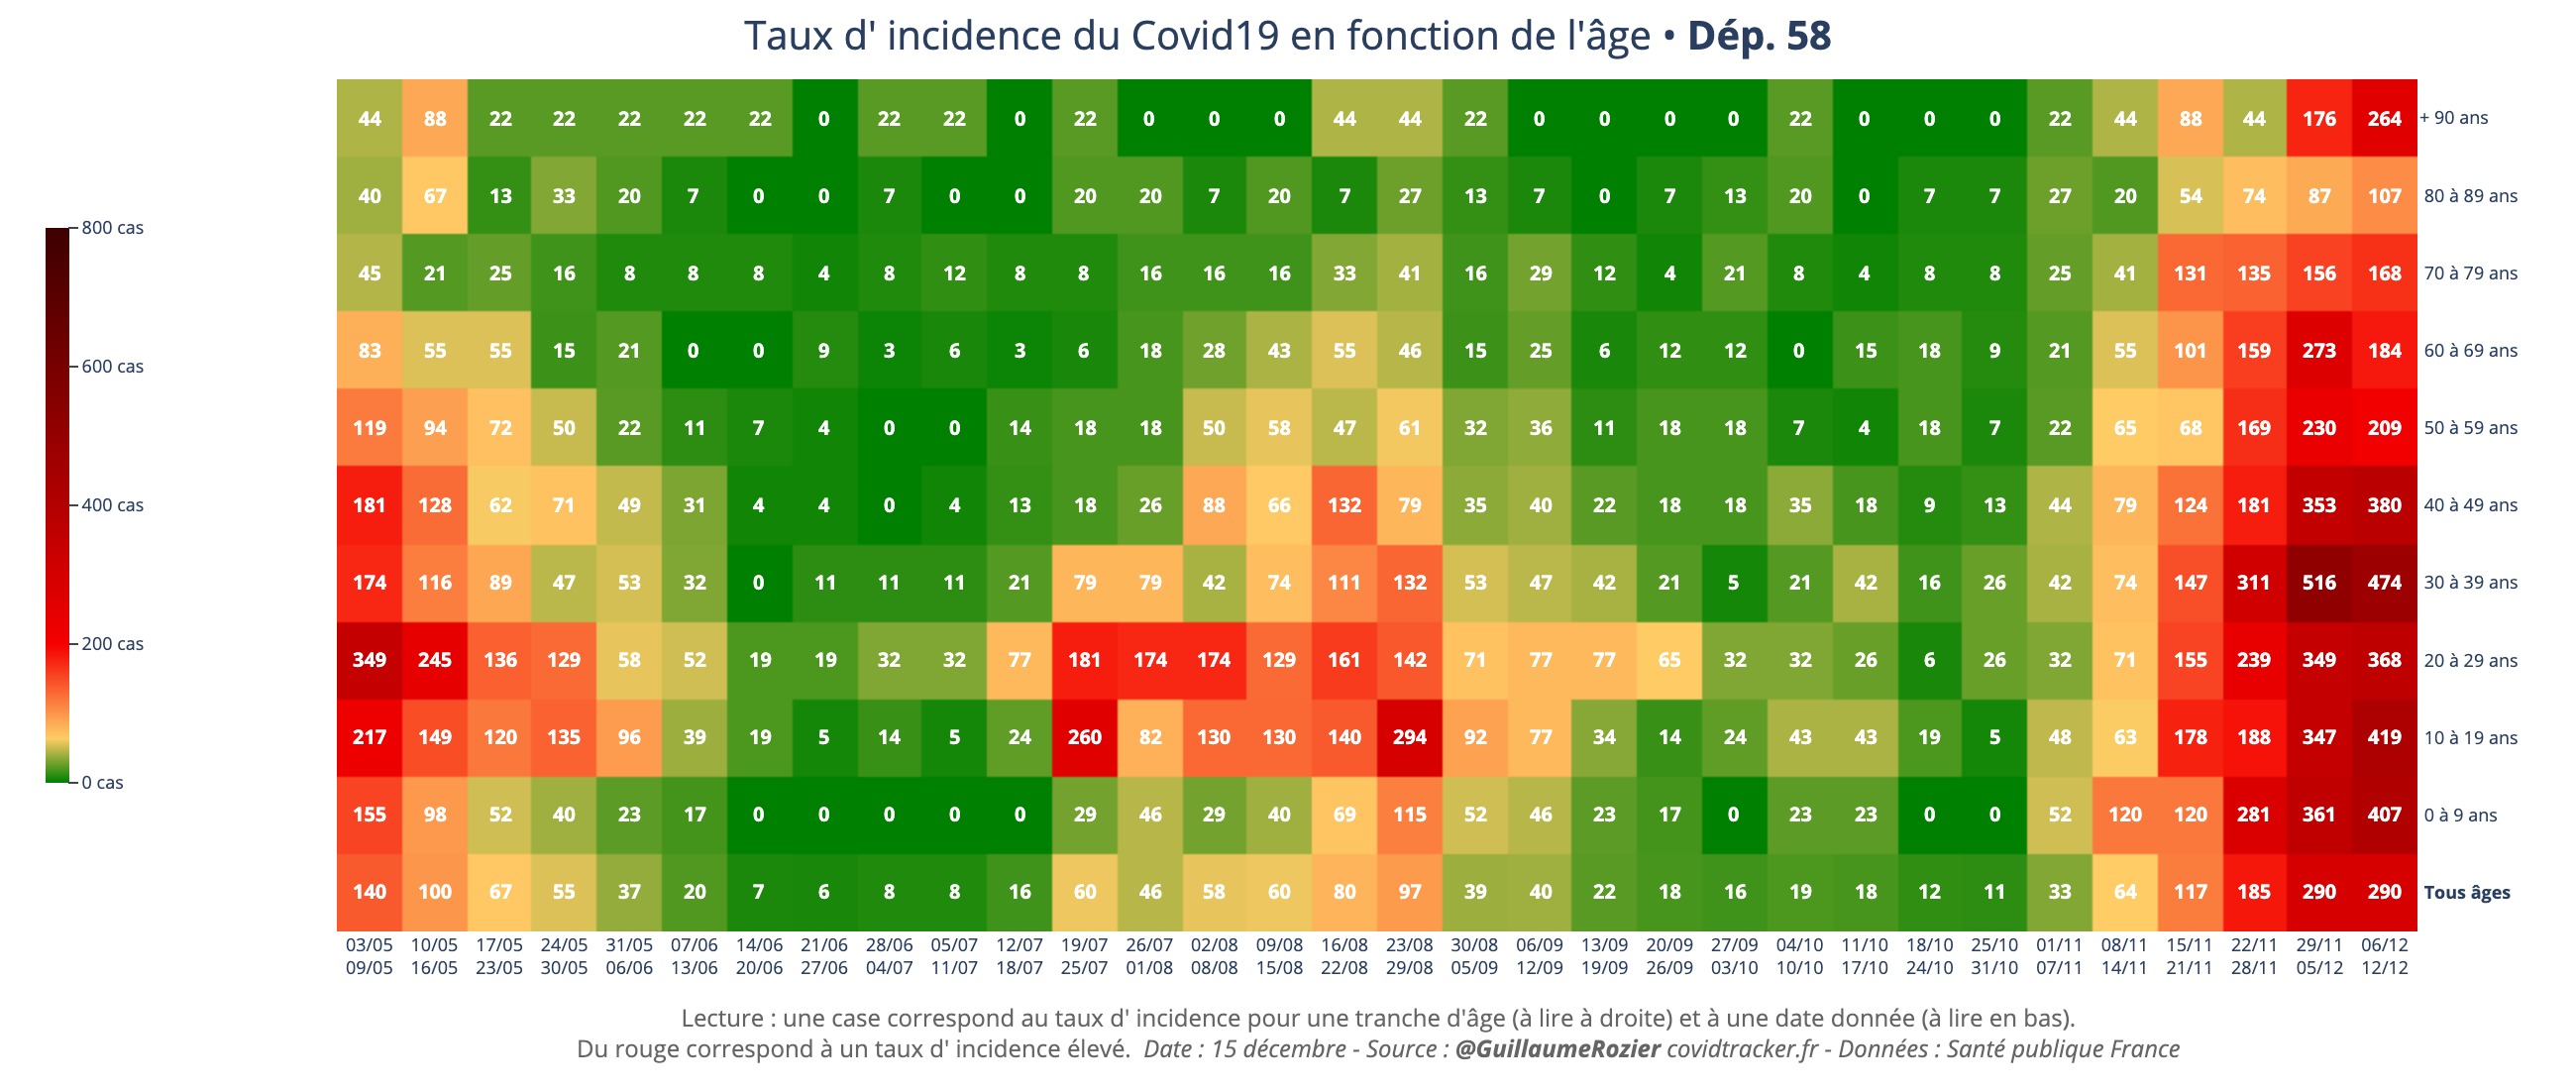 Taux d' incidence du Covid19 en fonction de l'âge • Dép. 58
800 cas
600 cas
400 cas
200 cas
0 cas
44 88 22 22 22 22 22 0 22 22 0 22 0 0 0 44 44 22 0 0 0 0 22 0 0 0 22 44 88 44 176 264 + 90 ans
40 67 13 33 20 7 0 0 7 0 0 20 20 7 20 7 27 13 7 0 7 13 20 0 7 7 27 20 54 74 87 107 80 à 89 ans
45 21 25 16 8 8 8 4 8 12 8 8 16 16 16 33 41 16 29 12 4 21 8 4 8 8 25 41 131 135 156 168 70 à 79 ans
83 55 55 15 21 0 0 9 3 6 3 6 18 28 43 55 46 15 25 6 12 12 0 15 18 9 21 55 101 159 273 184 60 à 69 ans
119 94 72 50 22 11 7 4 0 0 14 18 18 50 58 47 61 32 36 11 18 18 7 4 18 7 22 65 68 169 230 209 50 à 59 ans
181 128 62 71 49 31 4 4 0 4 13 18 26 88 66 132 79 35 40 22 18 18 35 18 9 13 44 79 124 181 353 380 40 à 49 ans
174 116 89 47 53 32 0 11 11 11 21 79 79 42 74 111 132 53 47 42 21 5 21 42 16 26 42 74 147 311 516 474 30 à 39 ans
349 245 136 129 58 52 19 19 32 32 77 181 174 174 129 161 142 71 77 77 65 32 32 26 6 26 32 71 155 239 349 368 20 à 29 ans
217 149 120 135 96 39 19 5 14 5 24 260 82 130 130 140 294 92 77 34 14 24 43 43 19 5 48 63 178 188 347 419 10 à 19 ans
155 98 52 40 23 17 0 0 0 0 0 29 46 29 40 69 115 52 46 23 17 0 23 23 0 0 52 120 120 281 361 407 0 à 9 ans
140 100 67 55 37 20 7 6 8 8 16 60 46 58 60 80 97 39 40 22 18 16 19 18 12 11 33 64 117 185 290 290 Tous âges
03/05 10/05 17/05 24/05 31/05 07/06 14/06 21/06 28/06 05/07 12/07 19/07 26/07 02/08 09/08 16/08 23/08 30/08 06/09 13/09 20/09 27/09 04/10 11/10 18/10 25/10 01/11 08/11 15/11 22/11 29/11 06/12
09/05 16/05 23/05 30/05 06/06 13/06 20/06 27/06 04/07 11/07 18/07 25/07 01/08 08/08 15/08 22/08 29/08 05/09 12/09 19/09 26/09 03/10 10/10 17/10 24/10 31/10 07/11 14/11 21/11 28/11 05/12 12/12
Lecture : une case correspond au taux d' incidence pour une tranche d'âge (à lire à droite) et à une date donnée (à lire en bas).
Du rouge correspond à un taux d' incidence élevé. Date : 15 décembre - Source : @GuillaumeRozier covidtracker.fr - Données : Santé publique France